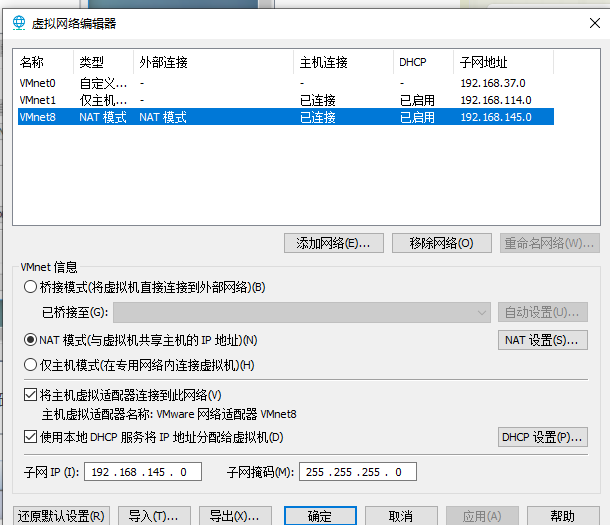 虚拟网络编辑器
名称 类型 外部连接 主机连接 DHCP 子网地址
VMnet0 自定义... - - - 192.168.37.0
VMnet1 仅主机... - 已连接 已启用 192.168.114.0
VMnet8 NAT 模式 NAT 模式 已连接 已启用 192.168.145.0
添加网络(E)... 移除网络(O) 重命名网络(W)...
VMnet 信息
桥接模式(将虚拟机直接连接到外部网络)(B)
已桥接至(G): 自动设置(U)...
NAT 模式(与虚拟机共享主机的 IP 地址)(N) NAT 设置(S)...
仅主机模式(在专用网络内连接虚拟机)(H)
将主机虚拟适配器连接到此网络(V)
主机虚拟适配器名称: VMware 网络适配器 VMnet8
使用本地 DHCP 服务将 IP 地址分配给虚拟机(D) DHCP 设置(P)...
子网 IP (I): 192 . 168 . 145 . 0 子网掩码(M): 255 . 255 . 255 . 0
还原默认设置(R) 导入(T)... 导出(X)... 确定 取消 应用(A) 帮助